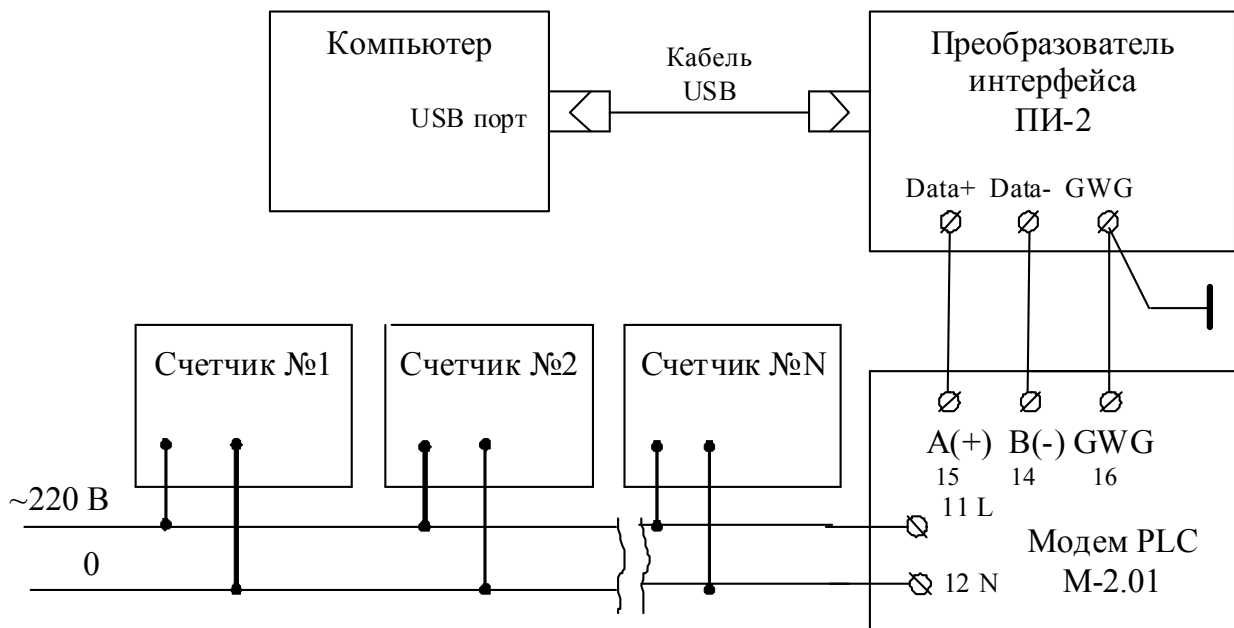 Компьютер
USB порт
Кабель
USB
Преобразователь
интерфейса
ПИ-2
Data+ Data- GWG
Счетчик №1
Счетчик №2
Счетчик №N
A(+) B(-) GWG
15 14 16
11 L
12 N
Модем PLC
М-2.01
~220 В
0